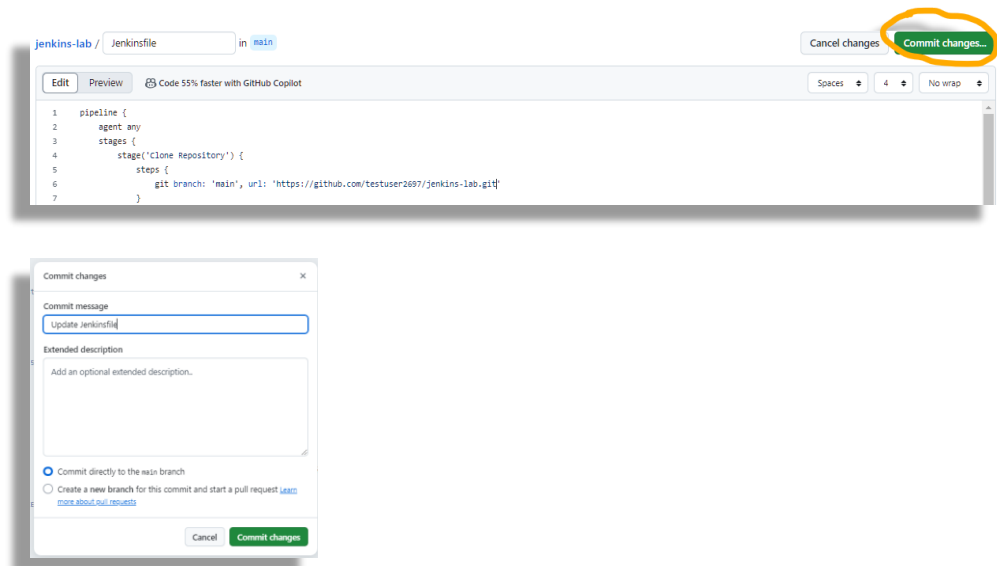 jenkins-lab / Jenkinsfile in main Cancel changes Commit changes...
Edit Preview Code 55% faster with GitHub Copilot Spaces 4 No wrap
1 pipeline {
2 agent any
3 stages {
4 stage('Clone Repository') {
5 steps {
6 git branch: 'main', url: 'https://github.com/testuser2697/jenkins-lab.git'
7 }
Commit changes ×
Commit message
Update Jenkinsfile
Extended description
Add an optional extended description..
Commit directly to the main branch
Create a new branch for this commit and start a pull request Learn
more about pull requests
Cancel Commit changes